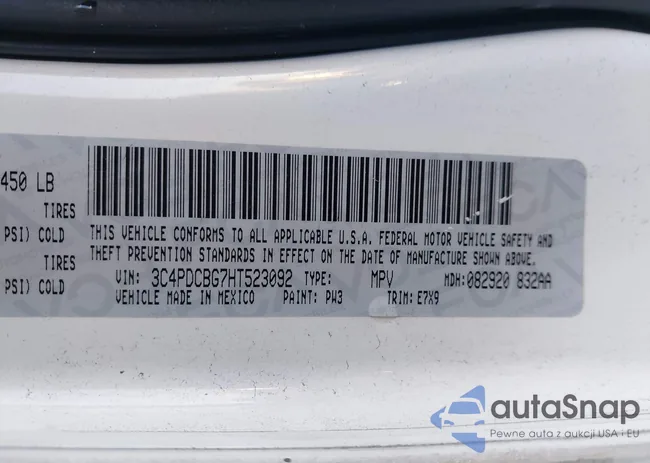 450 LB
TIRES
PSI) COLD
TIRES
PSI) COLD
THIS VEHICLE CONFORMS TO ALL APPLICABLE U.S.A. FEDERAL MOTOR VEHICLE SAFETY AND
THEFT PREVENTION STANDARDS IN EFFECT ON THE DATE OF MANUFACTURE SHOWN ABOVE.
VIN: 3C4PDCBG7HT523092 TYPE: MPV MDH: 082920 832AA
VEHICLE MADE IN MEXICO PAINT: PW3 TRIM: E7X9
autaSnap
Pewne auta z aukcji USA i EU